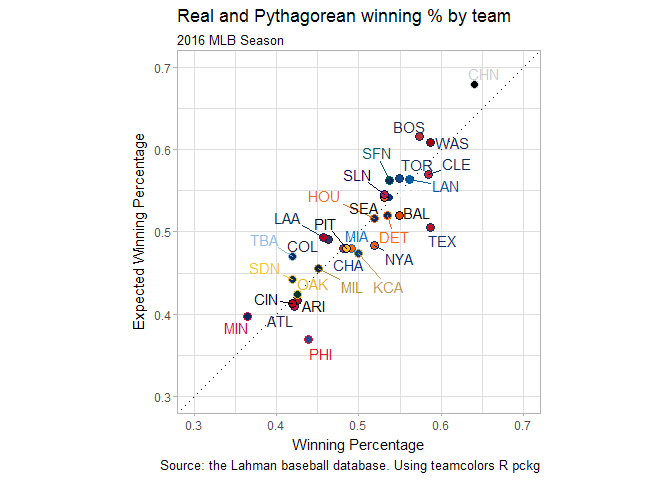 Real and Pythagorean winning % by team
2016 MLB Season
Expected Winning Percentage
0.7
0.6
0.5
0.4
0.3
CHN
BOS
WAS
SFN
TOR
CLE
SLN
LAN
HOU
SEA
BAL
LAA
PIT
MIA
DET
TEX
TBA
COL
CHA
NYA
SDN
OAK
MIL
KCA
CIN
ARI
MIN
ATL
PHI
0.3 0.4 0.5 0.6 0.7
Winning Percentage
Source: the Lahman baseball database. Using teamcolors R pckg